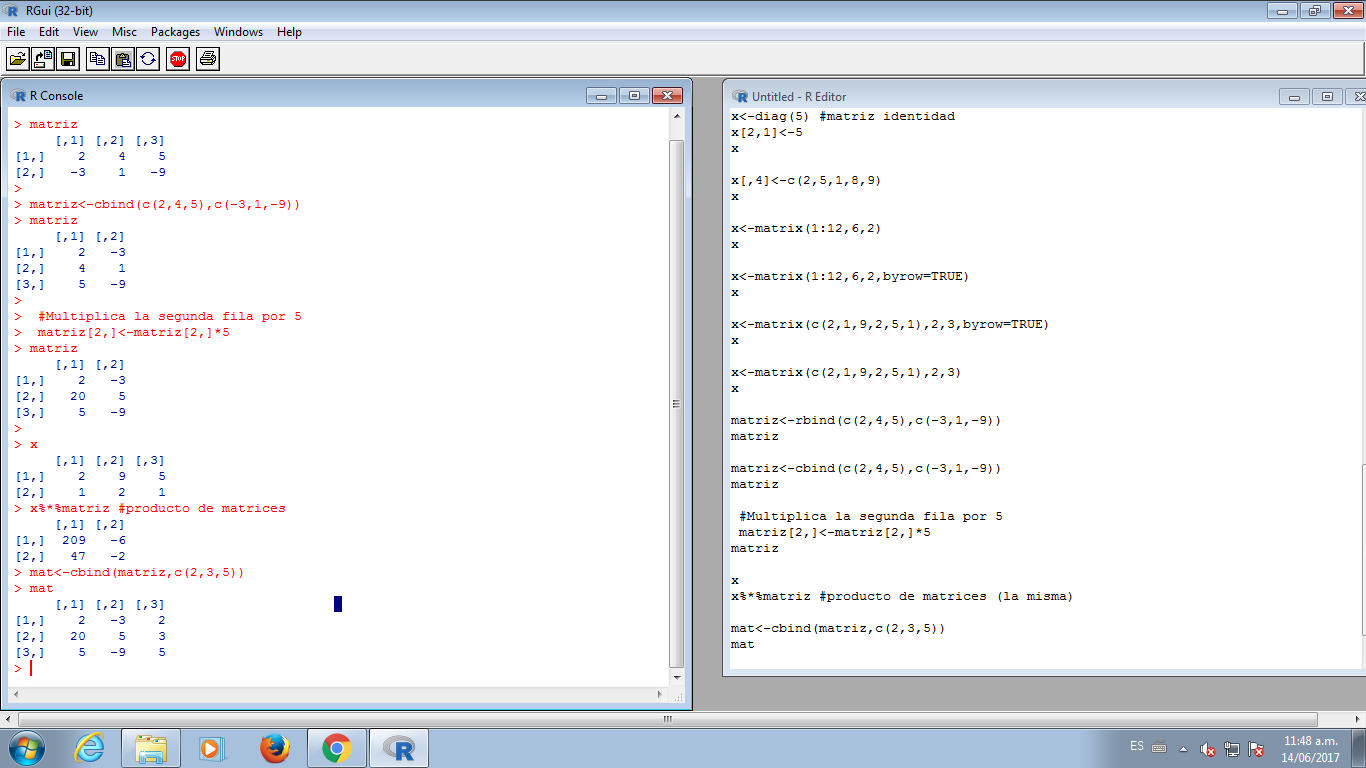 RGui (32-bit)
File Edit View Misc Packages Windows Help
STOP
R Console
> matriz
     [,1] [,2] [,3]
[1,]    2    4    5
[2,]   -3    1   -9
>
> matriz<-cbind(c(2,4,5),c(-3,1,-9))
> matriz
     [,1] [,2]
[1,]    2   -3
[2,]    4    1
[3,]    5   -9
>
>  #Multiplica la segunda fila por 5
>  matriz[2,]<-matriz[2,]*5
> matriz
     [,1] [,2]
[1,]    2   -3
[2,]   20    5
[3,]    5   -9
>
> x
     [,1] [,2] [,3]
[1,]    2    9    5
[2,]    1    2    1
> x%*%matriz #producto de matrices
     [,1] [,2]
[1,]  209   -6
[2,]   47   -2
> mat<-cbind(matriz,c(2,3,5))
> mat
     [,1] [,2] [,3]
[1,]    2   -3    2
[2,]   20    5    3
[3,]    5   -9    5
>
Untitled - R Editor
x<-diag(5) #matriz identidad
x[2,1]<-5
x
x[,4]<-c(2,5,1,8,9)
x
x<-matrix(1:12,6,2)
x
x<-matrix(1:12,6,2,byrow=TRUE)
x
x<-matrix(c(2,1,9,2,5,1),2,3,byrow=TRUE)
x
x<-matrix(c(2,1,9,2,5,1),2,3)
x
matriz<-rbind(c(2,4,5),c(-3,1,-9))
matriz
matriz<-cbind(c(2,4,5),c(-3,1,-9))
matriz
 #Multiplica la segunda fila por 5
 matriz[2,]<-matriz[2,]*5
matriz
x
x%*%matriz #producto de matrices (la misma)
mat<-cbind(matriz,c(2,3,5))
mat
ES
11:48 a.m.
14/06/2017